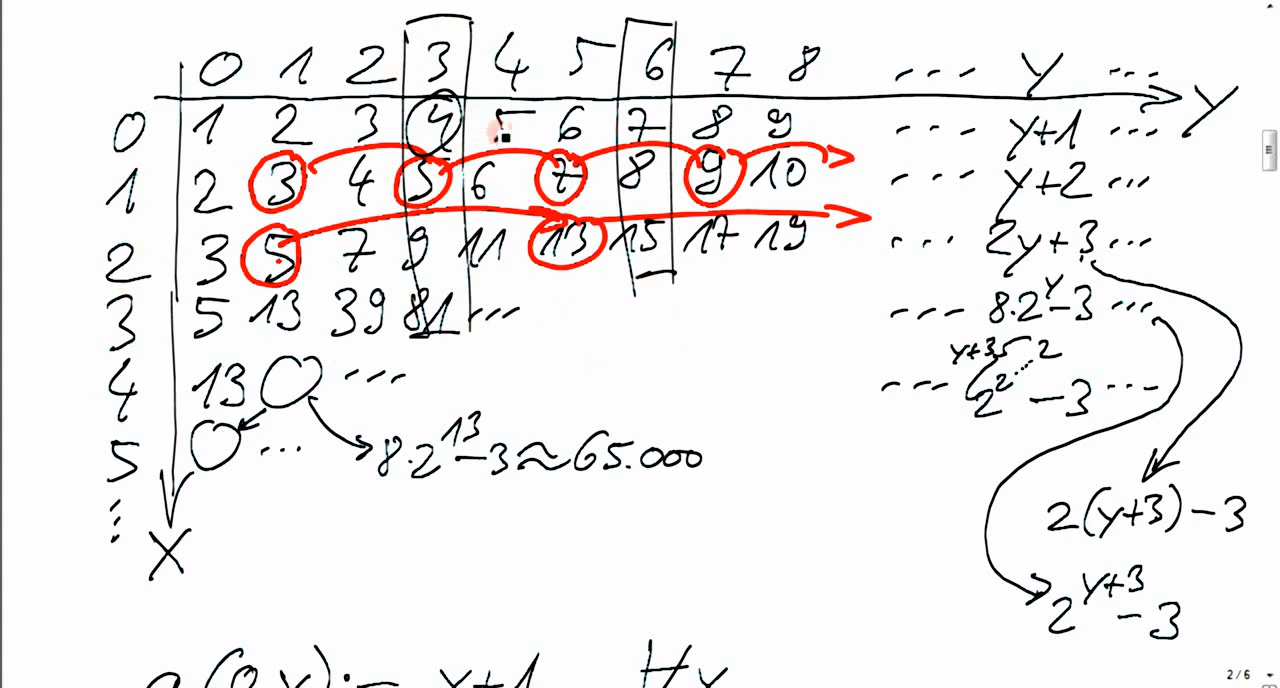 0 1 2 3 4 5 6 7 8 --- y ---
0 1 2 3 4 5 6 7 8 9 --- y+1 --- Y
1 2 3 4 5 6 7 8 9 10 --- y+2 ...
2 3 5 7 9 11 13 15 17 19 ... 2y+3 ...
3 5 13 39 81 ... --- 8·2^y-3 ...
4 13 ... --- 2^2^...^2 -3 ---
y+3
5 ... 8·2^13-3≈65.000
⋮
X
2(y+3)-3
2^y+3 -3
(0,y):= y+1 ∀y
2/6